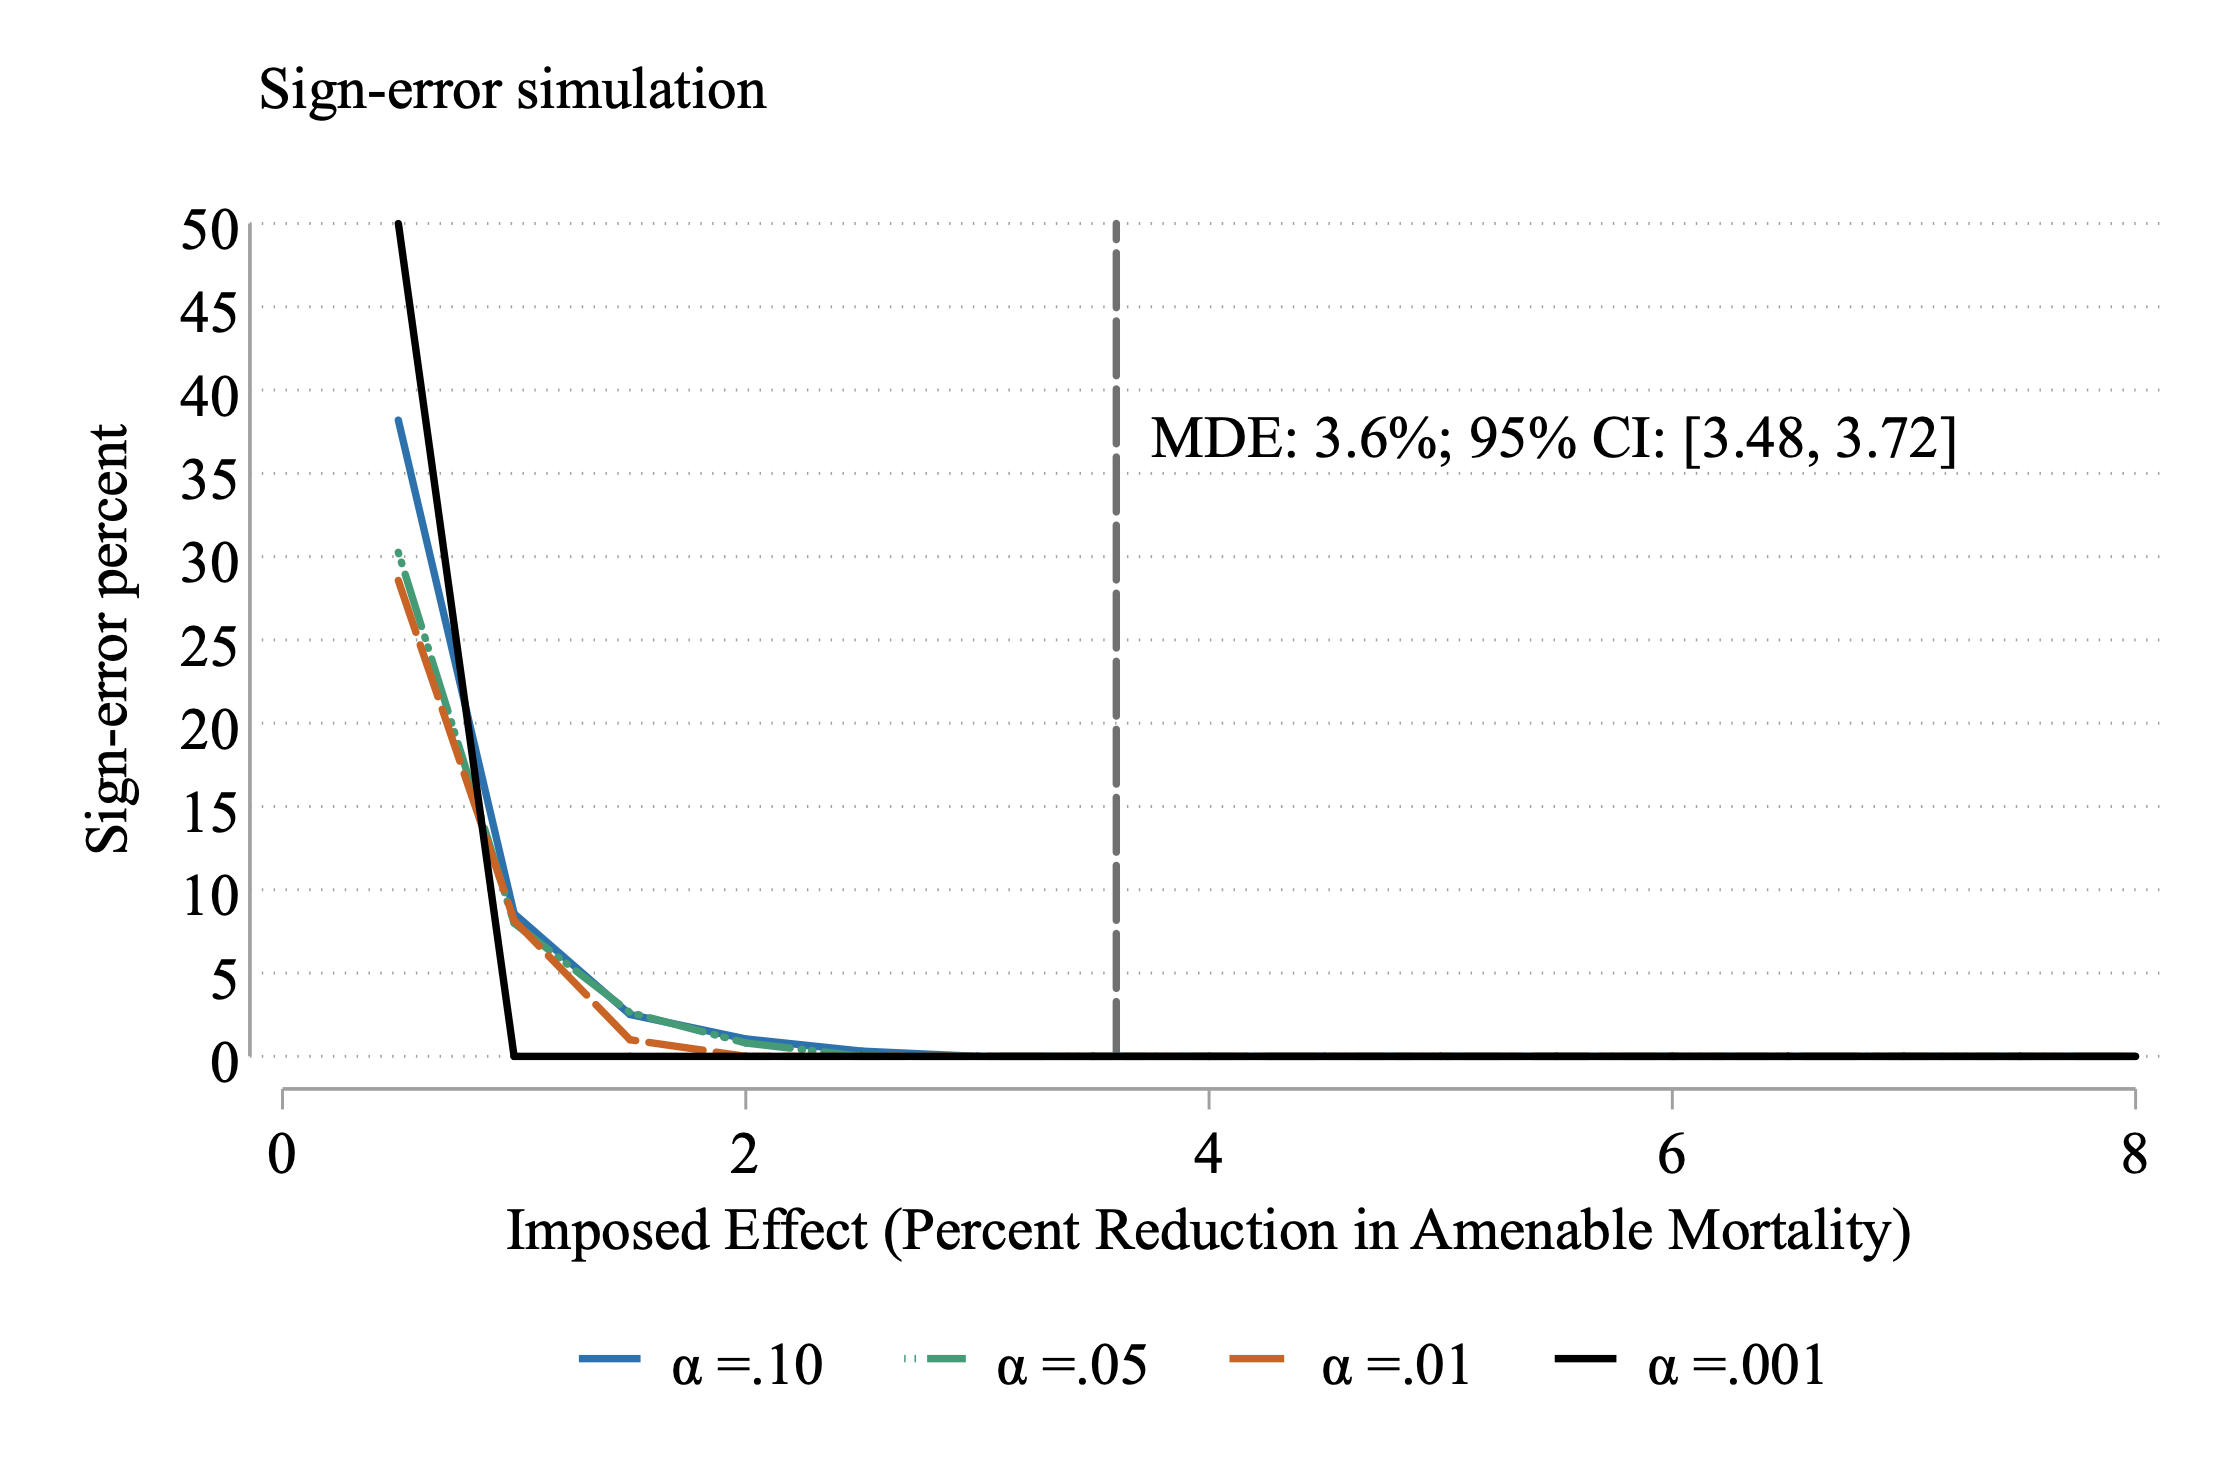 Sign-error simulation
50
45
40
35
30
25
20
15
10
5
0
Sign-error percent
MDE: 3.6%; 95% CI: [3.48, 3.72]
0 2 4 6 8
Imposed Effect (Percent Reduction in Amenable Mortality)
α =.10 α =.05 α =.01 α =.001